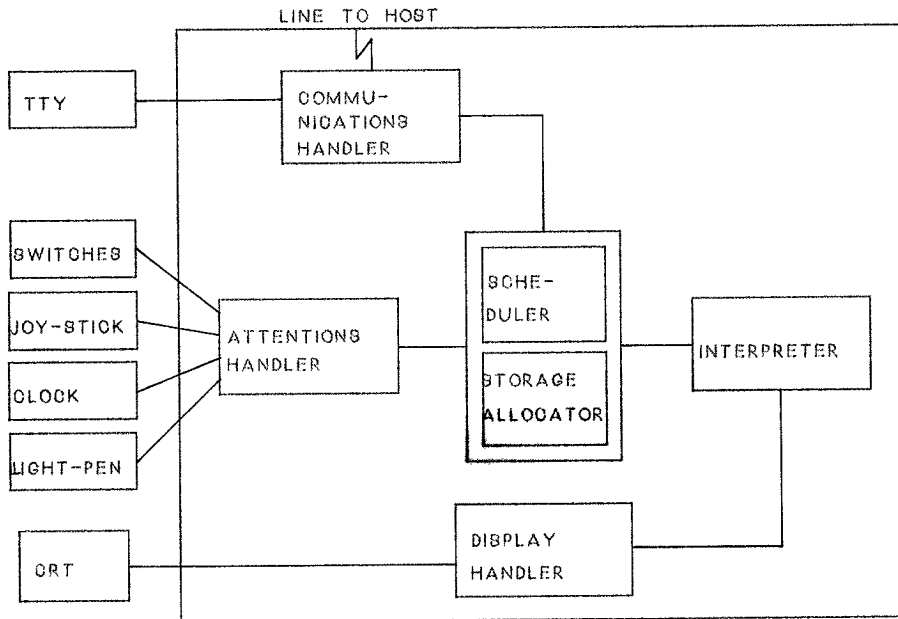 LINE TO HOST
TTY
COMMU-
NICATIONS
HANDLER
SWITCHES
JOY-STICK
CLOCK
LIGHT-PEN
ATTENTIONS
HANDLER
SCHE-
DULER
STORAGE
ALLOCATOR
INTERPRETER
CRT
DISPLAY
HANDLER